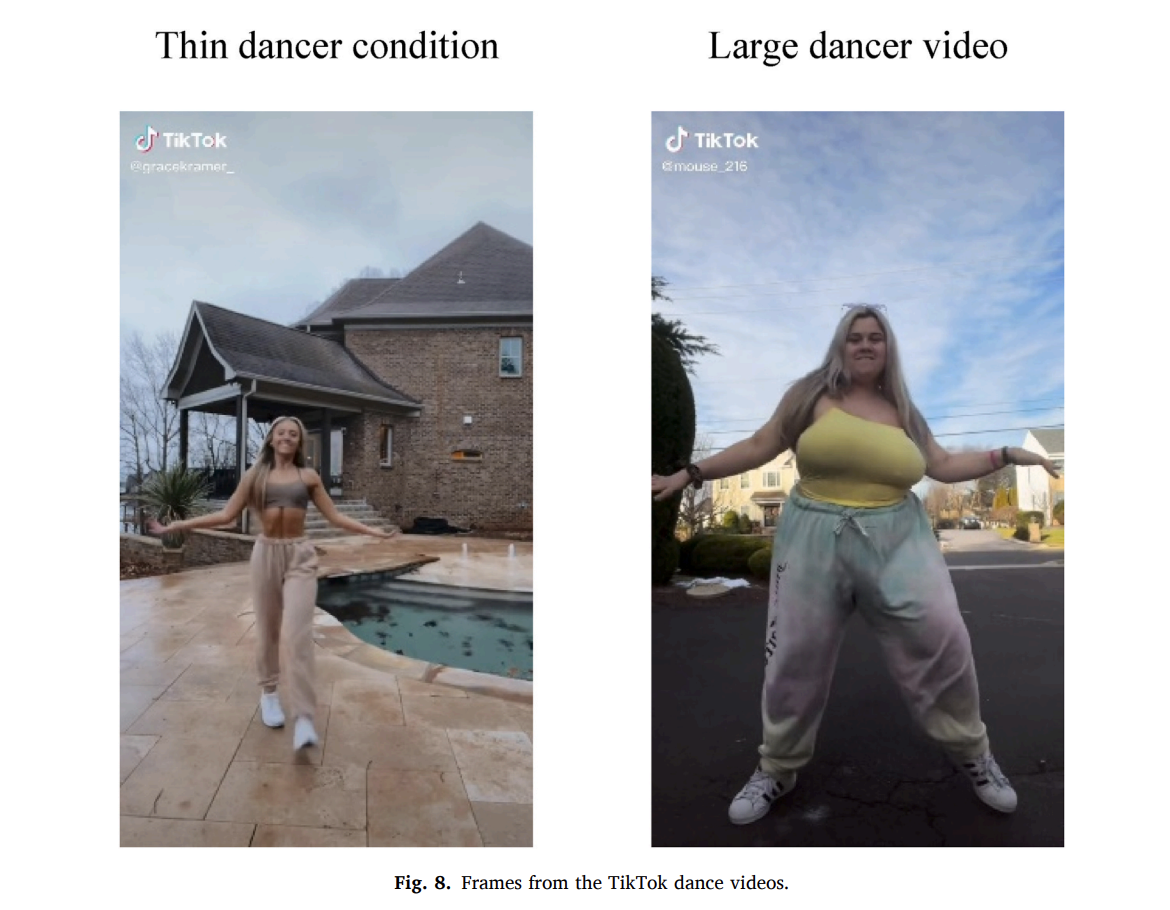 Thin dancer condition
Large dancer video
TikTok
@gracekramer_
TikTok
@mouse_216
Fig. 8. Frames from the TikTok dance videos.